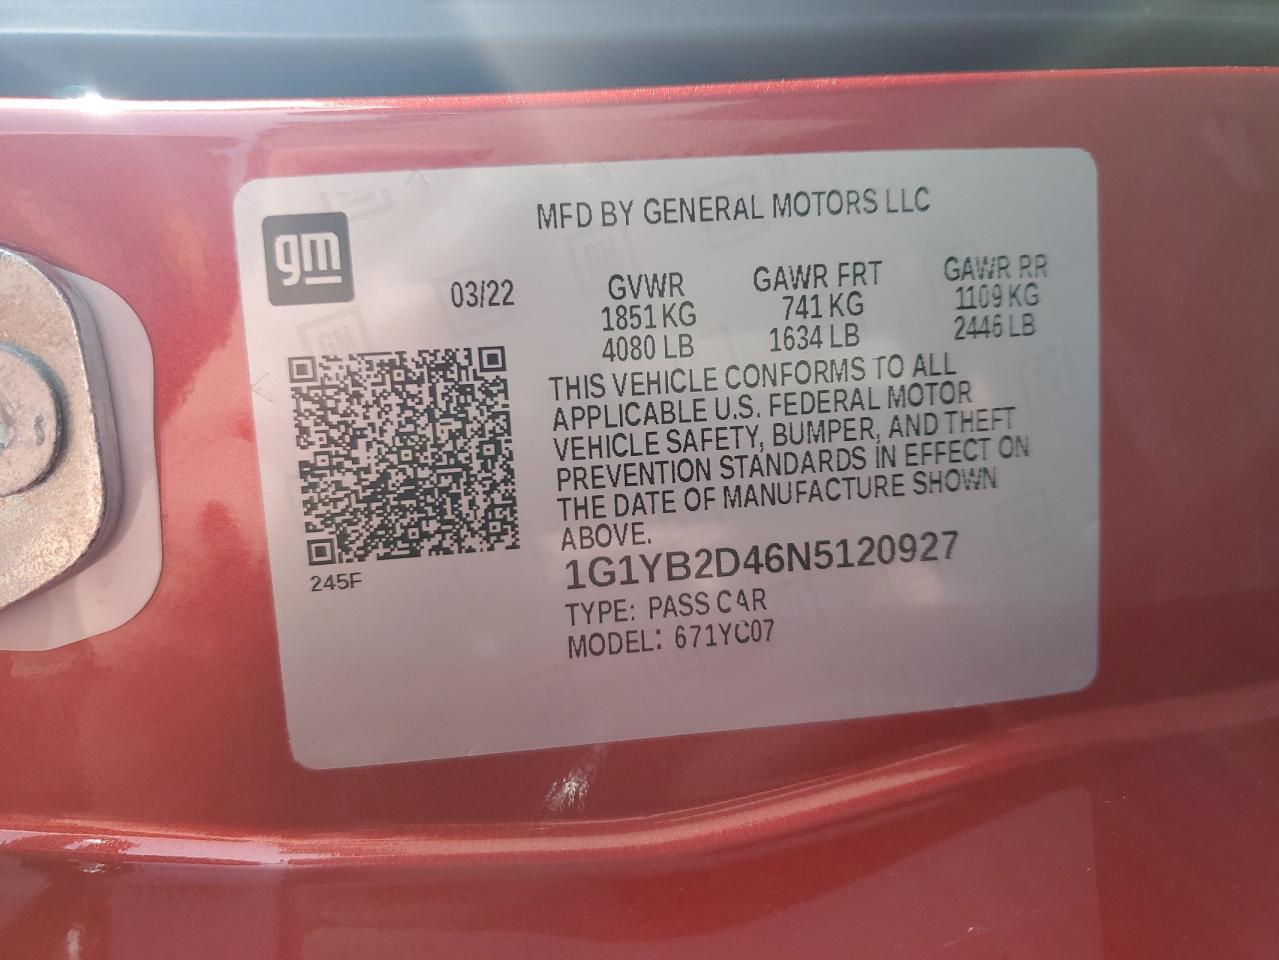 gm
MFD BY GENERAL MOTORS LLC
03/22
GVWR
1851 KG
4080 LB
GAWR FRT
741 KG
1634 LB
GAWR RR
1109 KG
2446 LB
THIS VEHICLE CONFORMS TO ALL
APPLICABLE U.S. FEDERAL MOTOR
VEHICLE SAFETY, BUMPER, AND THEFT
PREVENTION STANDARDS IN EFFECT ON
THE DATE OF MANUFACTURE SHOWN
ABOVE.
1G1YB2D46N5120927
245F
TYPE: PASS CAR
MODEL: 671YC07